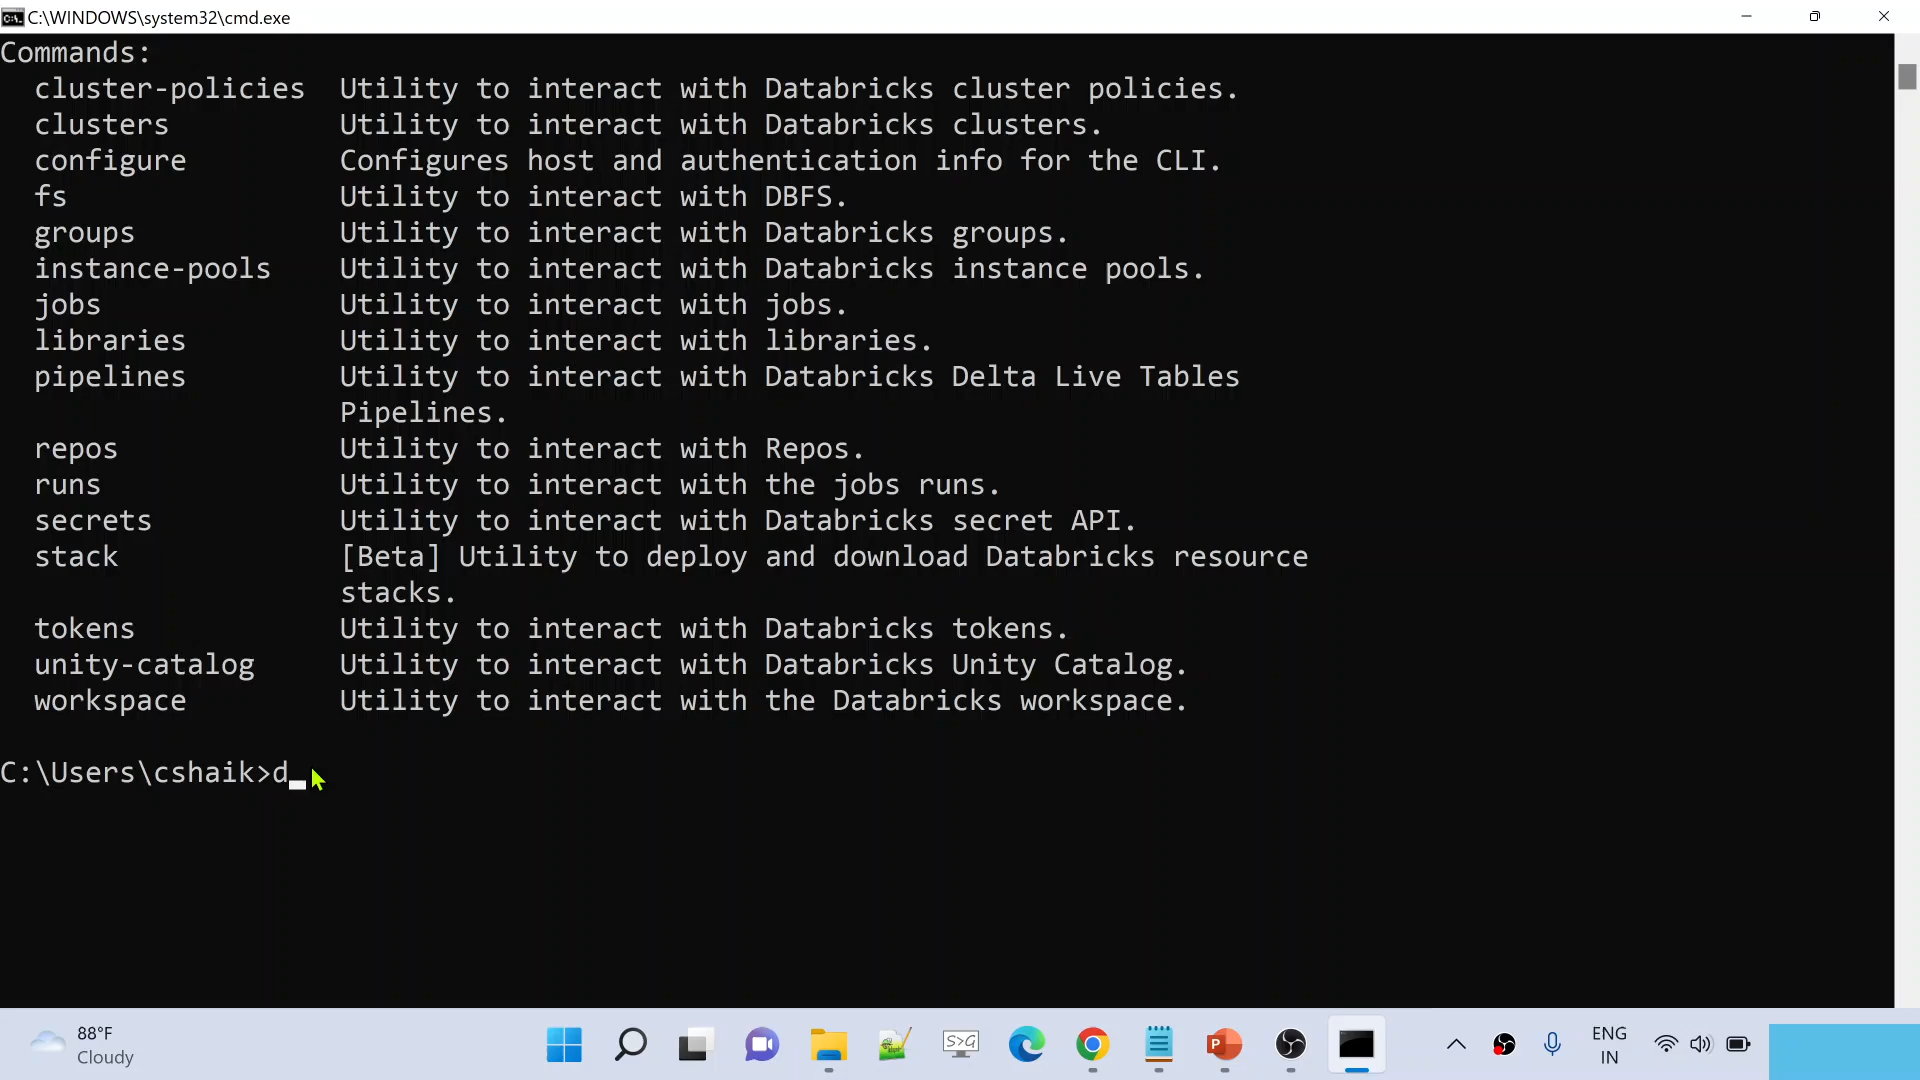 C:\WINDOWS\system32\cmd.exe
Commands:
cluster-policies Utility to interact with Databricks cluster policies.
clusters Utility to interact with Databricks clusters.
configure Configures host and authentication info for the CLI.
fs Utility to interact with DBFS.
groups Utility to interact with Databricks groups.
instance-pools Utility to interact with Databricks instance pools.
jobs Utility to interact with jobs.
libraries Utility to interact with libraries.
pipelines Utility to interact with Databricks Delta Live Tables
Pipelines.
repos Utility to interact with Repos.
runs Utility to interact with the jobs runs.
secrets Utility to interact with Databricks secret API.
stack [Beta] Utility to deploy and download Databricks resource
stacks.
tokens Utility to interact with Databricks tokens.
unity-catalog Utility to interact with Databricks Unity Catalog.
workspace Utility to interact with the Databricks workspace.
C:\Users\cshaik>d
88°F
Cloudy
S>G
P
ENG
IN